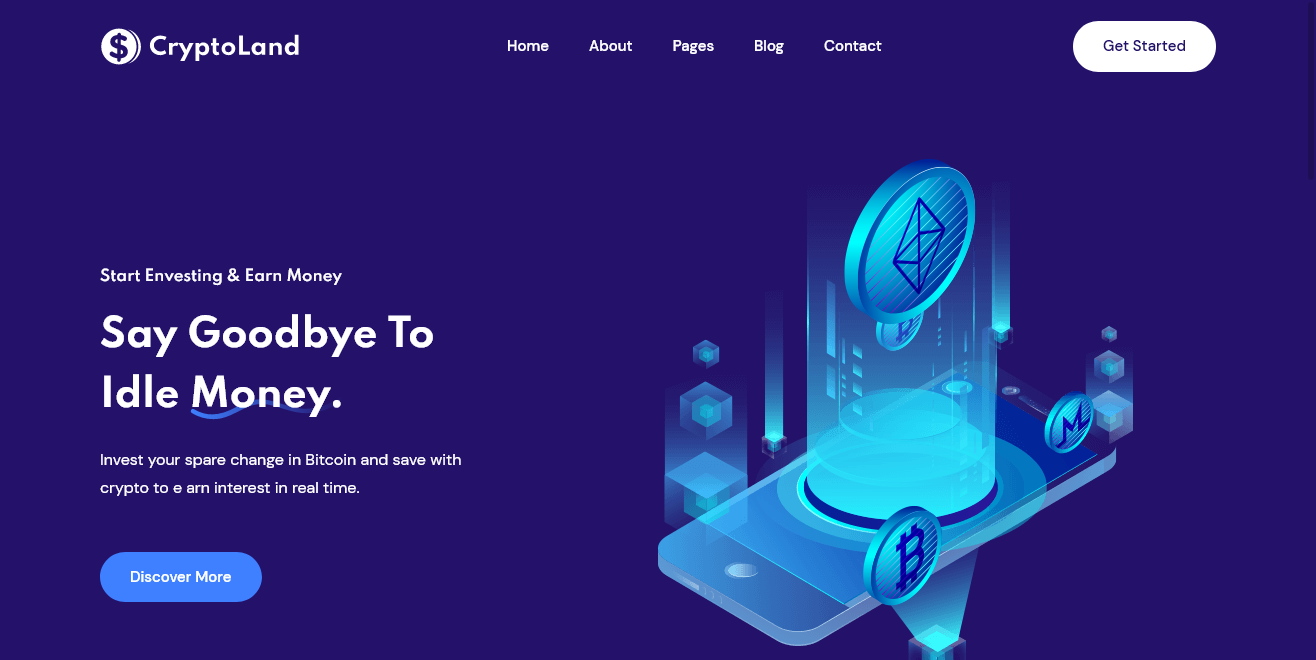 CryptoLand
Home About Pages Blog Contact
Get Started
Start Envesting & Earn Money
Say Goodbye To
Idle Money.
Invest your spare change in Bitcoin and save with
crypto to e arn interest in real time.
Discover More